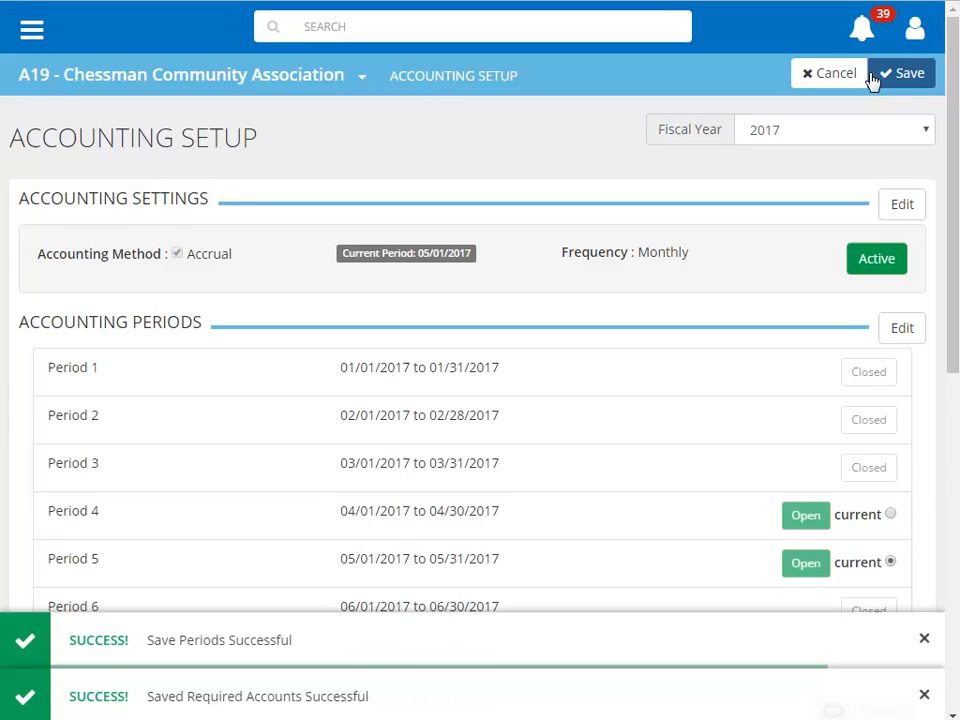 SEARCH
39
A19 - Chessman Community Association
ACCOUNTING SETUP
Cancel
Save
ACCOUNTING SETUP
Fiscal Year
2017
ACCOUNTING SETTINGS
Edit
Accounting Method : Accrual
Current Period: 05/01/2017
Frequency : Monthly
Active
ACCOUNTING PERIODS
Edit
Period 1 01/01/2017 to 01/31/2017 Closed
Period 2 02/01/2017 to 02/28/2017 Closed
Period 3 03/01/2017 to 03/31/2017 Closed
Period 4 04/01/2017 to 04/30/2017 Open current
Period 5 05/01/2017 to 05/31/2017 Open current
Period 6 06/01/2017 to 06/30/2017 Closed
SUCCESS! Save Periods Successful
SUCCESS! Saved Required Accounts Successful